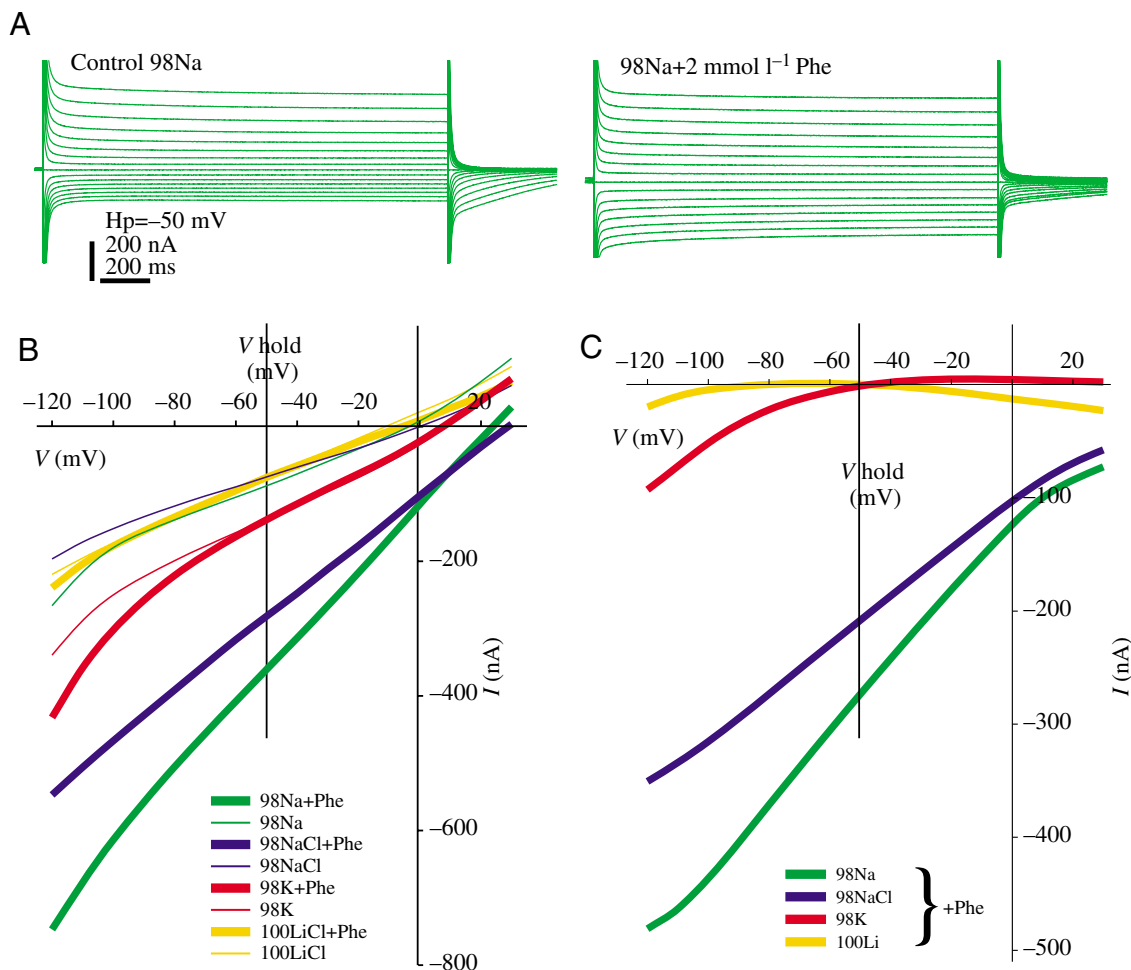 A
Control 98Na
98Na+2 mmol l⁻¹ Phe
Hp=–50 mV
200 nA
200 ms
B
V hold
(mV)
–120
–100
–60
–20
20
V (mV)
–200
–400
–600
–800
I (nA)
98Na+Phe
98Na
98NaCl+Phe
98NaCl
98K+Phe
98K
100LiCl+Phe
100LiCl
C
–120
–100
–80
–60
–40
–20
20
V (mV)
V hold
(mV)
–100
–200
–300
–400
–500
I (nA)
98Na
98NaCl
98K
100Li
} +Phe